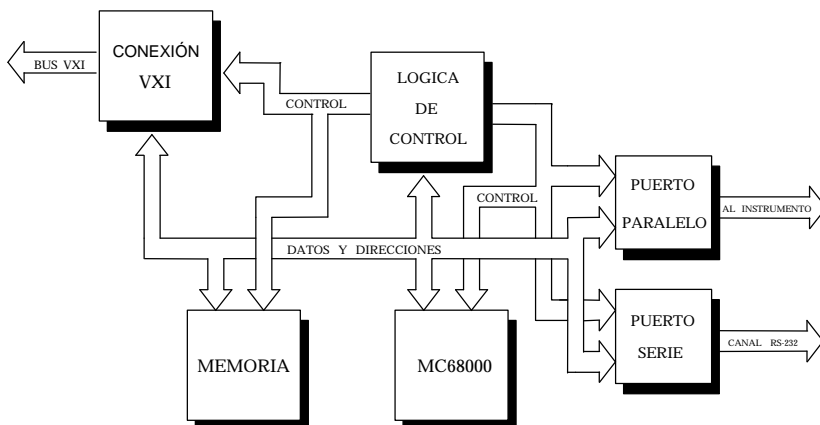 BUS VXI
CONEXIÓN
VXI
CONTROL
LOGICA
DE
CONTROL
CONTROL
PUERTO
PARALELO
AL INSTRUMENTO
DATOS Y DIRECCIONES
MEMORIA
MC68000
PUERTO
SERIE
CANAL RS-232